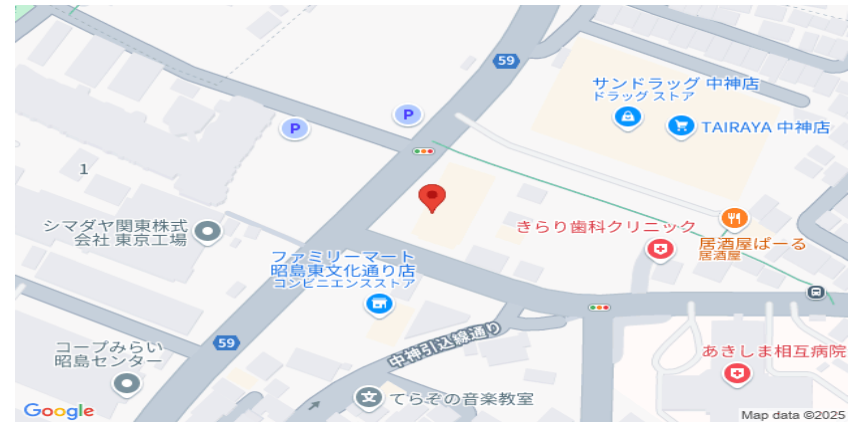 59
サンドラッグ 中神店
ドラッグ ストア
P
TAIRAYA 中神店
P
1
シマダヤ関東株式
会社 東京工場
きらり歯科クリニック
居酒屋ぱーる
居酒屋
ファミリーマート
昭島東文化通り店
コンビニエンスストア
59
中神引込線通り
コープみらい
昭島センター
あきしま相互病院
てらぞの音楽教室
Google
Map data ©2025